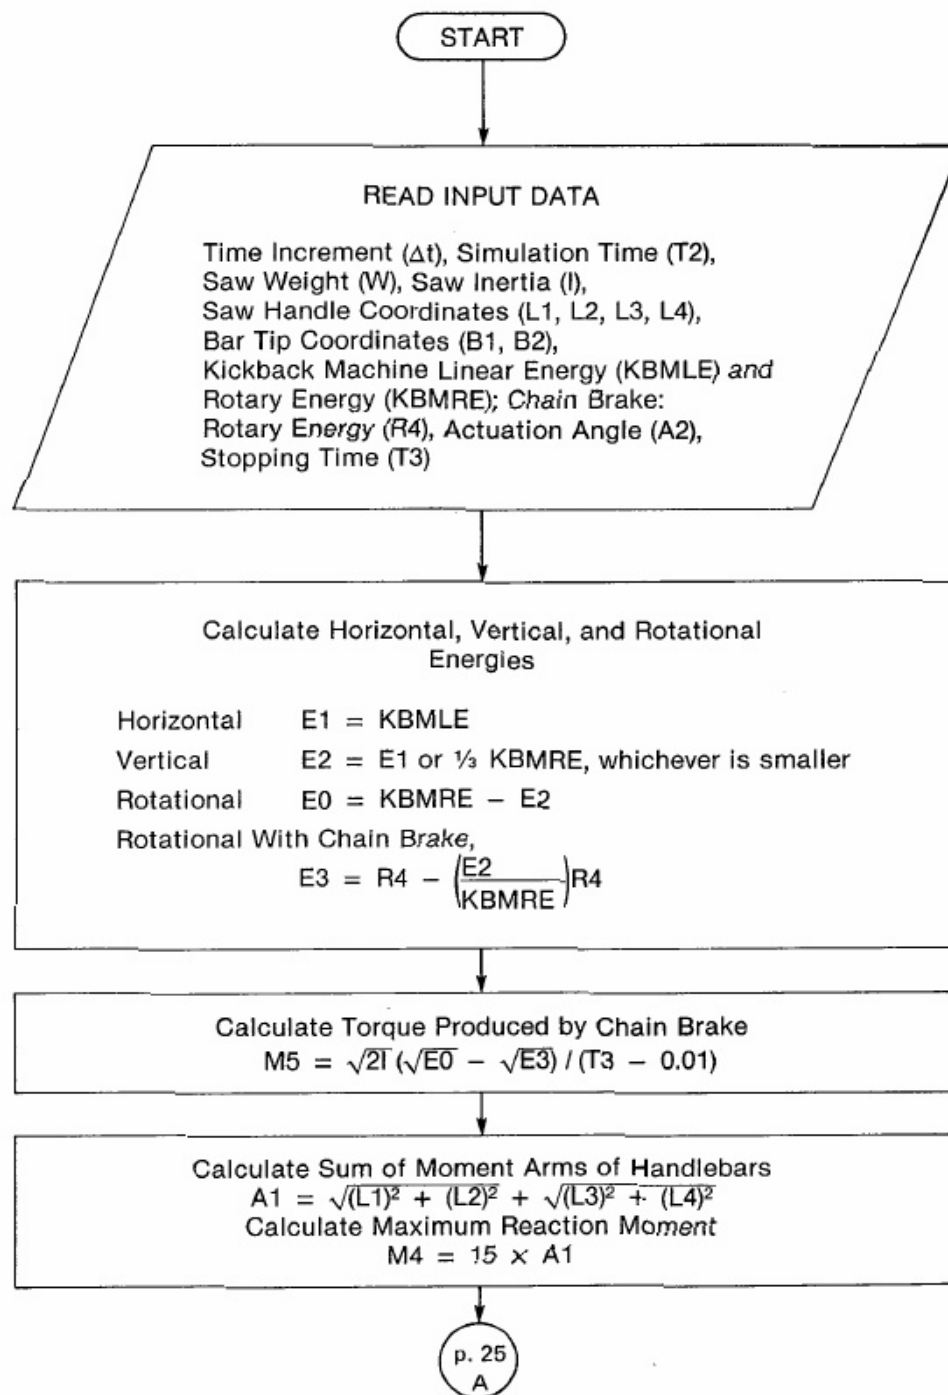 START
READ INPUT DATA
Time Increment (Δt), Simulation Time (T2),
Saw Weight (W), Saw Inertia (I),
Saw Handle Coordinates (L1, L2, L3, L4),
Bar Tip Coordinates (B1, B2),
Kickback Machine Linear Energy (KBMLE) and
Rotary Energy (KBMRE); Chain Brake:
Rotary Energy (R4), Actuation Angle (A2),
Stopping Time (T3)
Calculate Horizontal, Vertical, and Rotational
Energies
Horizontal E1 = KBMLE
Vertical E2 = E1 or ⅓ KBMRE, whichever is smaller
Rotational E0 = KBMRE − E2
Rotational With Chain Brake,
E3 = R4 − (E2/KBMRE)R4
Calculate Torque Produced by Chain Brake
M5 = √2I (√E0 − √E3) / (T3 − 0.01)
Calculate Sum of Moment Arms of Handlebars
A1 = √(L1)² + (L2)² + √(L3)² + (L4)²
Calculate Maximum Reaction Moment
M4 = 15 × A1
p. 25
A